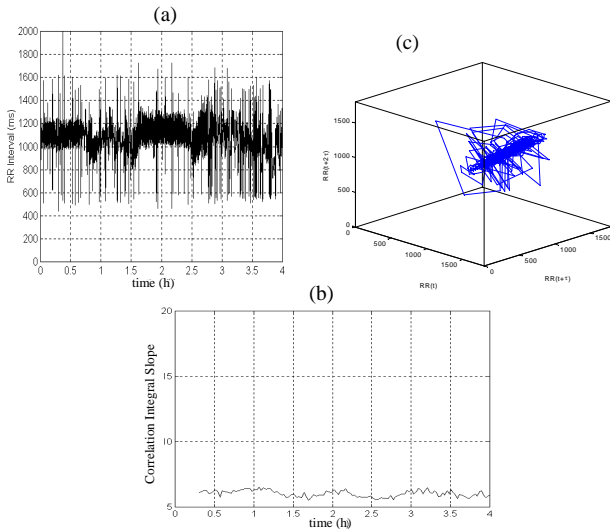 (a)
RR Interval (ms)
2000
1800
1600
1400
1200
1000
800
600
400
200
0
0 0.5 1 1.5 2 2.5 3 3.5 4
time (h)
(c)
RR(t+2τ)
1500
1000
500
0
0 500 1000 1500
RR(t)
0 500 1000 1500
RR(t+τ)
(b)
Correlation Integral Slope
20
15
10
5
0 0.5 1.0 1.5 2 2.5 3 3.5 4
time (h)